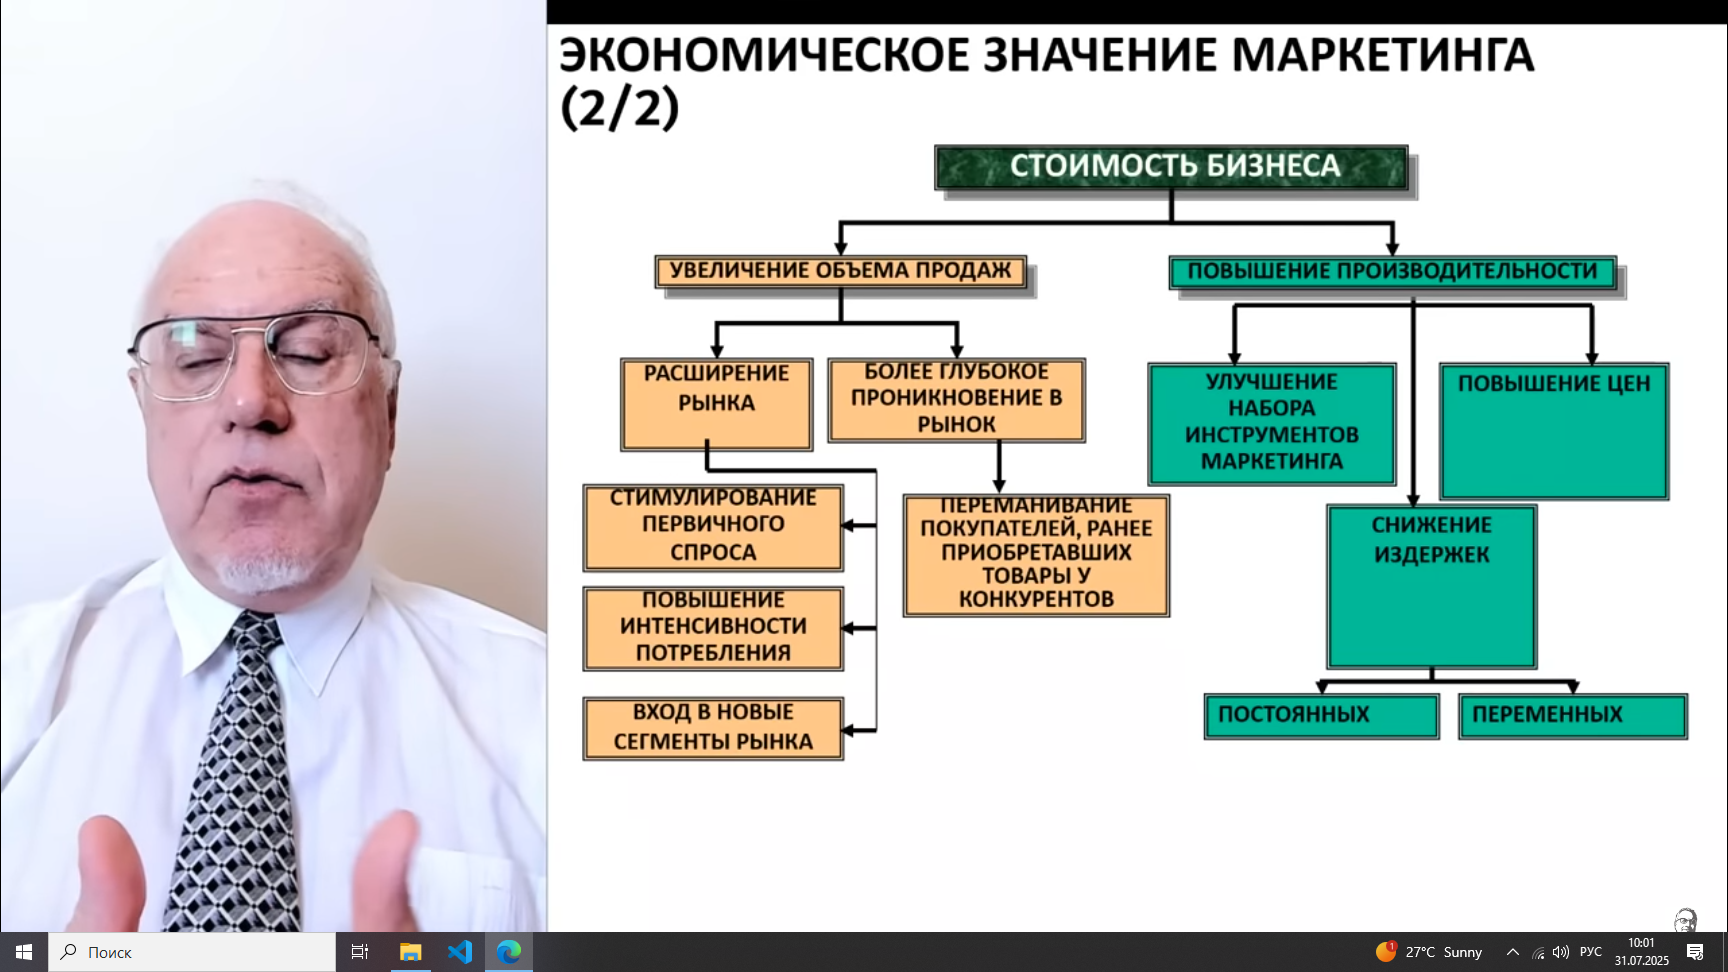 ЭКОНОМИЧЕСКОЕ ЗНАЧЕНИЕ МАРКЕТИНГА
(2/2)
СТОИМОСТЬ БИЗНЕСА
УВЕЛИЧЕНИЕ ОБЪЕМА ПРОДАЖ
ПОВЫШЕНИЕ ПРОИЗВОДИТЕЛЬНОСТИ
РАСШИРЕНИЕ
РЫНКА
БОЛЕЕ ГЛУБОКОЕ
ПРОНИКНОВЕНИЕ В
РЫНОК
УЛУЧШЕНИЕ
НАБОРА
ИНСТРУМЕНТОВ
МАРКЕТИНГА
ПОВЫШЕНИЕ ЦЕН
СТИМУЛИРОВАНИЕ
ПЕРВИЧНОГО
СПРОСА
ПЕРЕМАНИВАНИЕ
ПОКУПАТЕЛЕЙ, РАНЕЕ
ПРИОБРЕТАВШИХ
ТОВАРЫ У
КОНКУРЕНТОВ
СНИЖЕНИЕ
ИЗДЕРЖЕК
ПОВЫШЕНИЕ
ИНТЕНСИВНОСТИ
ПОТРЕБЛЕНИЯ
ВХОД В НОВЫЕ
СЕГМЕНТЫ РЫНКА
ПОСТОЯННЫХ
ПЕРЕМЕННЫХ
Поиск
1
27°C Sunny
РУС
10:01
31.07.2025